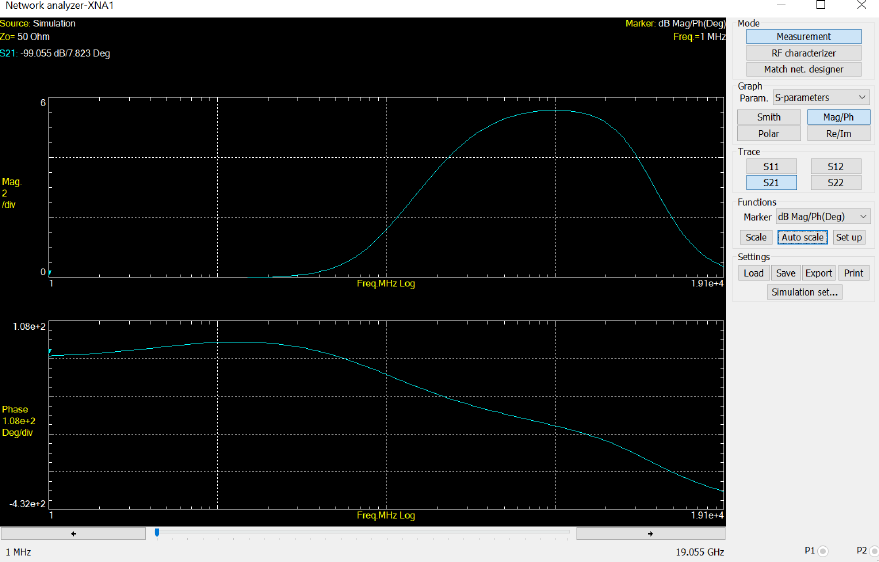 Network analyzer-XNA1
Source: Simulation
Marker: dB Mag/Ph(Deg)
Zo= 50 Ohm
Freq.=1 MHz
S21: -99.055 dB/7.823 Deg
6
Mag.
2
/div
0
1
Freq MHz Log
1.91e+4
1.08e+2
Phase
1.08e+2
Deg/div
-4.32e+2
1
Freq MHz Log
1.91e+4
1 MHz
19.055 GHz
Mode
Measurement
RF characterizer
Match net. designer
Graph
Param.
S-parameters
Smith
Mag/Ph
Polar
Re/Im
Trace
S11
S12
S21
S22
Functions
Marker
dB Mag/Ph(Deg)
Scale
Auto scale
Set up
Settings
Load
Save
Export
Print
Simulation set...
P1
P2